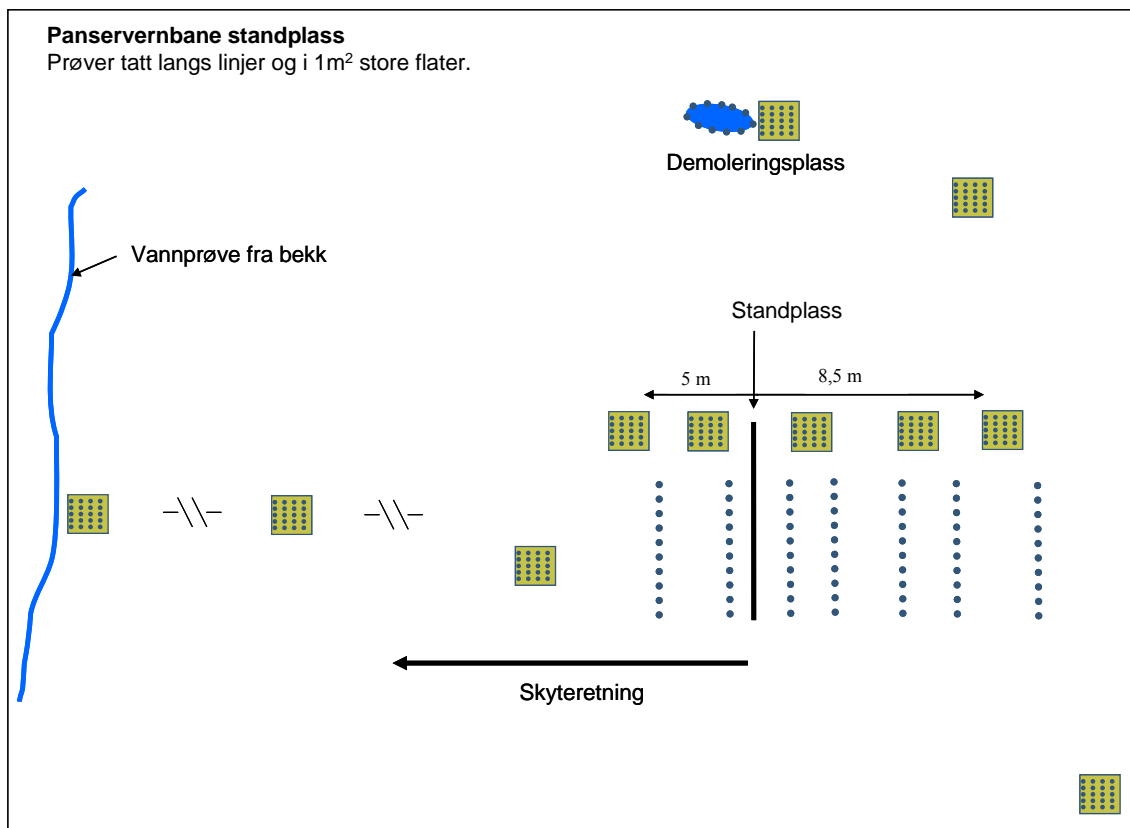 Panservernbane standplass
Prøver tatt langs linjer og i 1m² store flater.
Demoleringsplass
Vannprøve fra bekk
Standplass
5 m
8,5 m
Skyteretning